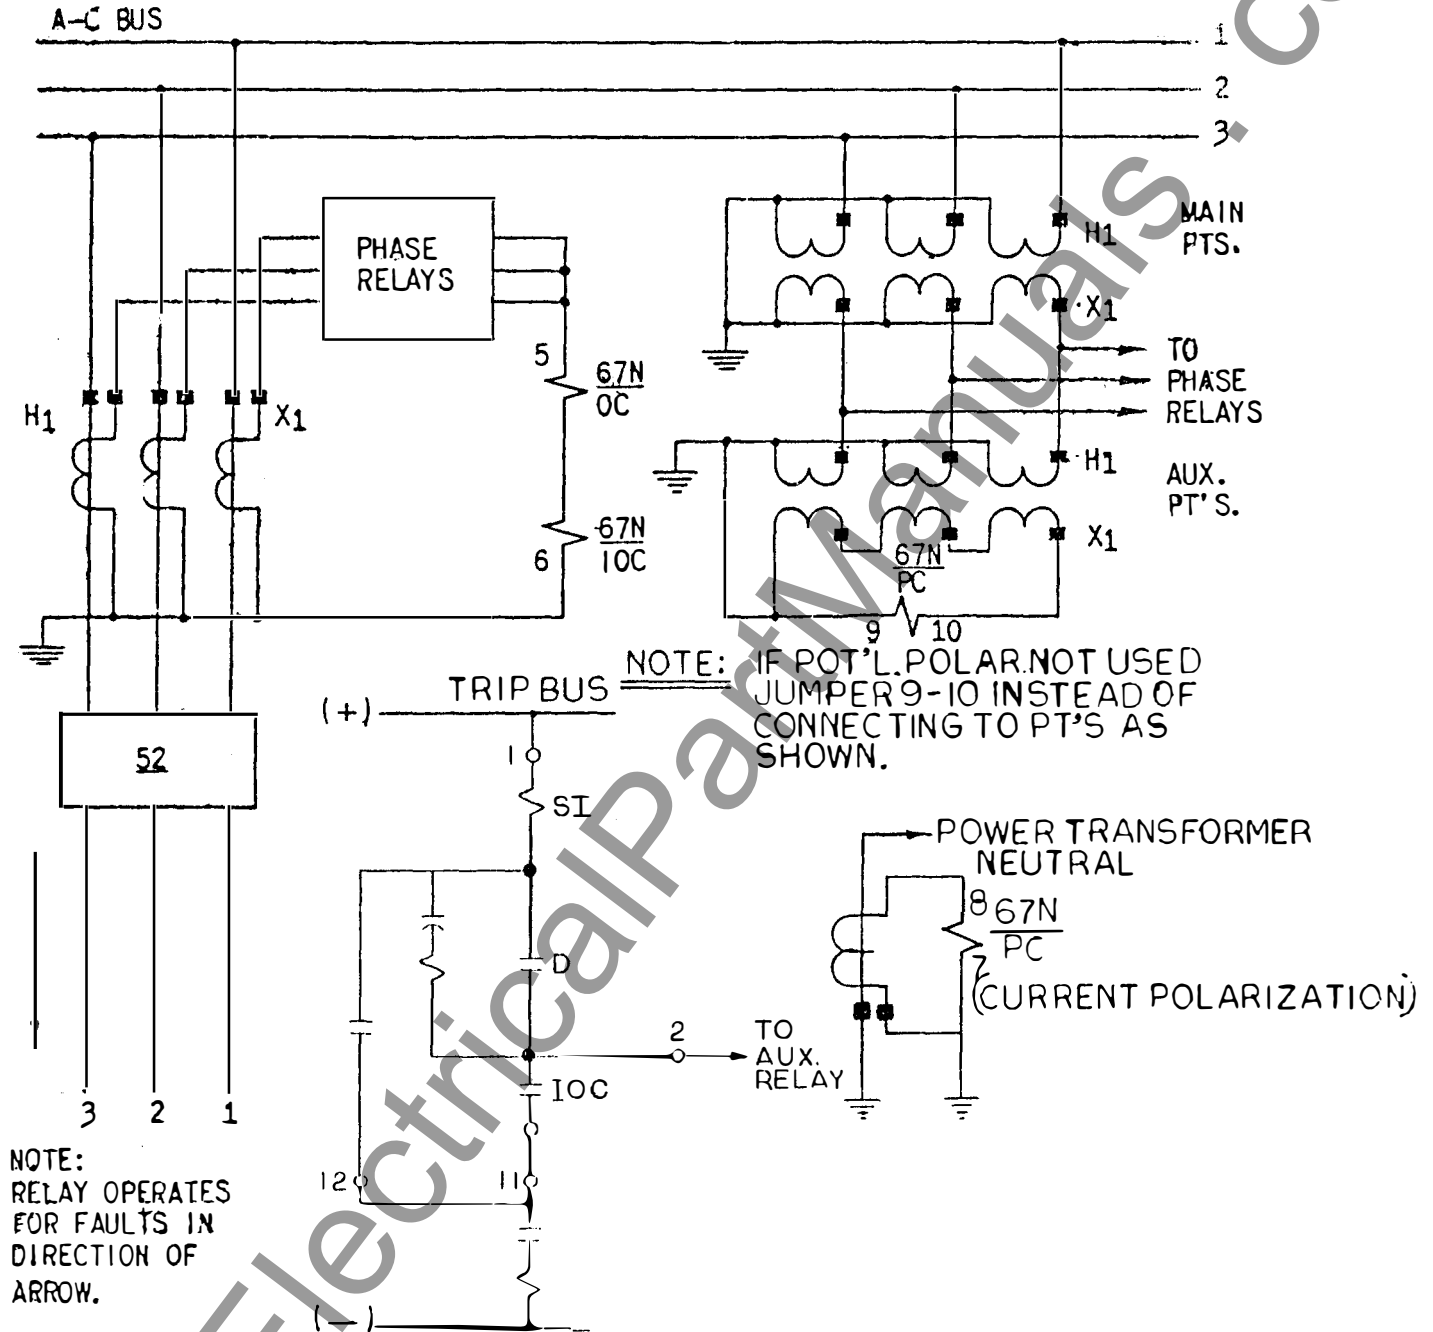 A-C BUS
1
2
3
PHASE
RELAYS
H1
MAIN
PTS.
X1
5
67N
OC
TO
PHASE
RELAYS
H1
X1
H1
AUX.
PT'S.
67N
IOC
6
X1
67N
PC
9
10
NOTE: IF POT'L.POLAR.NOT USED
JUMPER 9-10 INSTEAD OF
CONNECTING TO PT'S AS
SHOWN.
TRIP BUS
(+)
1
52
SI
POWER TRANSFORMER
NEUTRAL
8
67N
PC
7
(CURRENT POLARIZATION)
D
2
TO
AUX.
RELAY
IOC
3
2
1
12
11
NOTE:
RELAY OPERATES
FOR FAULTS IN
DIRECTION OF
ARROW.
(-)
ElectricalPartManuals . co